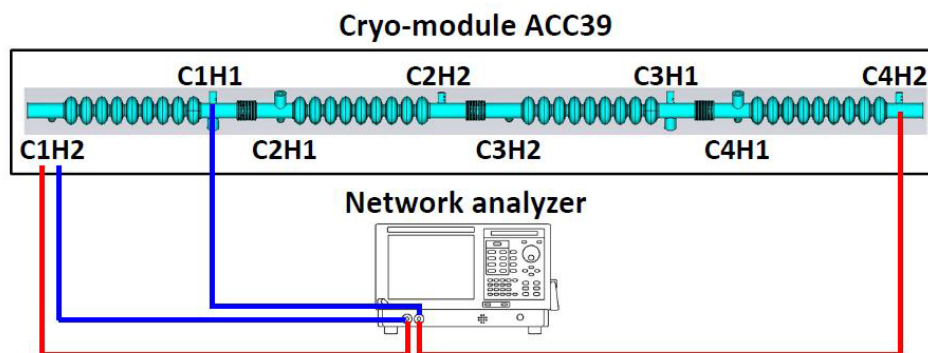 Cryo-module ACC39
C1H1 C2H2 C3H1 C4H2
C1H2 C2H1 C3H2 C4H1
Network analyzer